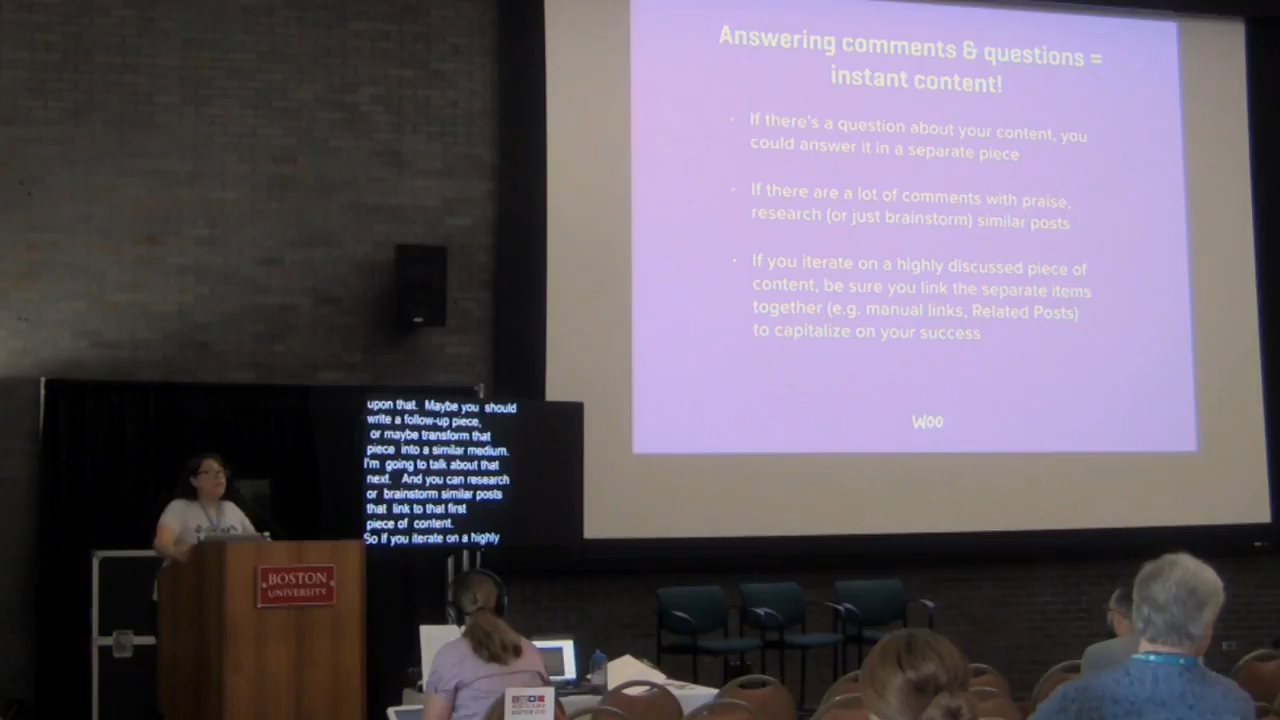 Answering comments & questions =
instant content!
· If there's a question about your content, you
could answer it in a separate piece
· If there are a lot of comments with praise,
research (or just brainstorm) similar posts
· If you iterate on a highly discussed piece of
content, be sure you link the separate items
together (e.g. manual links, Related Posts)
to capitalize on your success
WOO
upon that. Maybe you should
write a follow-up piece,
or maybe transform that
piece into a similar medium.
I'm going to talk about that
next. And you can research
or brainstorm similar posts
that link to that first
piece of content.
So if you iterate on a highly
BOSTON
UNIVERSITY